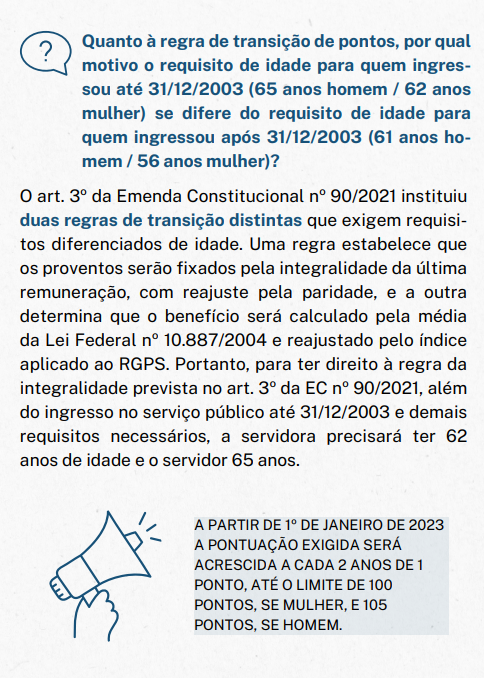 ?
Quanto à regra de transição de pontos, por qual
motivo o requisito de idade para quem ingres-
sou até 31/12/2003 (65 anos homem / 62 anos
mulher) se difere do requisito de idade para
quem ingressou após 31/12/2003 (61 anos ho-
mem / 56 anos mulher)?
O art. 3º da Emenda Constitucional nº 90/2021 instituiu
duas regras de transição distintas que exigem requisi-
tos diferenciados de idade. Uma regra estabelece que
os proventos serão fixados pela integralidade da última
remuneração, com reajuste pela paridade, e a outra
determina que o benefício será calculado pela média
da Lei Federal nº 10.887/2004 e reajustado pelo índice
aplicado ao RGPS. Portanto, para ter direito à regra da
integralidade prevista no art. 3º da EC nº 90/2021, além
do ingresso no serviço público até 31/12/2003 e demais
requisitos necessários, a servidora precisará ter 62
anos de idade e o servidor 65 anos.
A PARTIR DE 1º DE JANEIRO DE 2023
A PONTUAÇÃO EXIGIDA SERÁ
ACRESCIDA A CADA 2 ANOS DE 1
PONTO, ATÉ O LIMITE DE 100
PONTOS, SE MULHER, E 105
PONTOS, SE HOMEM.